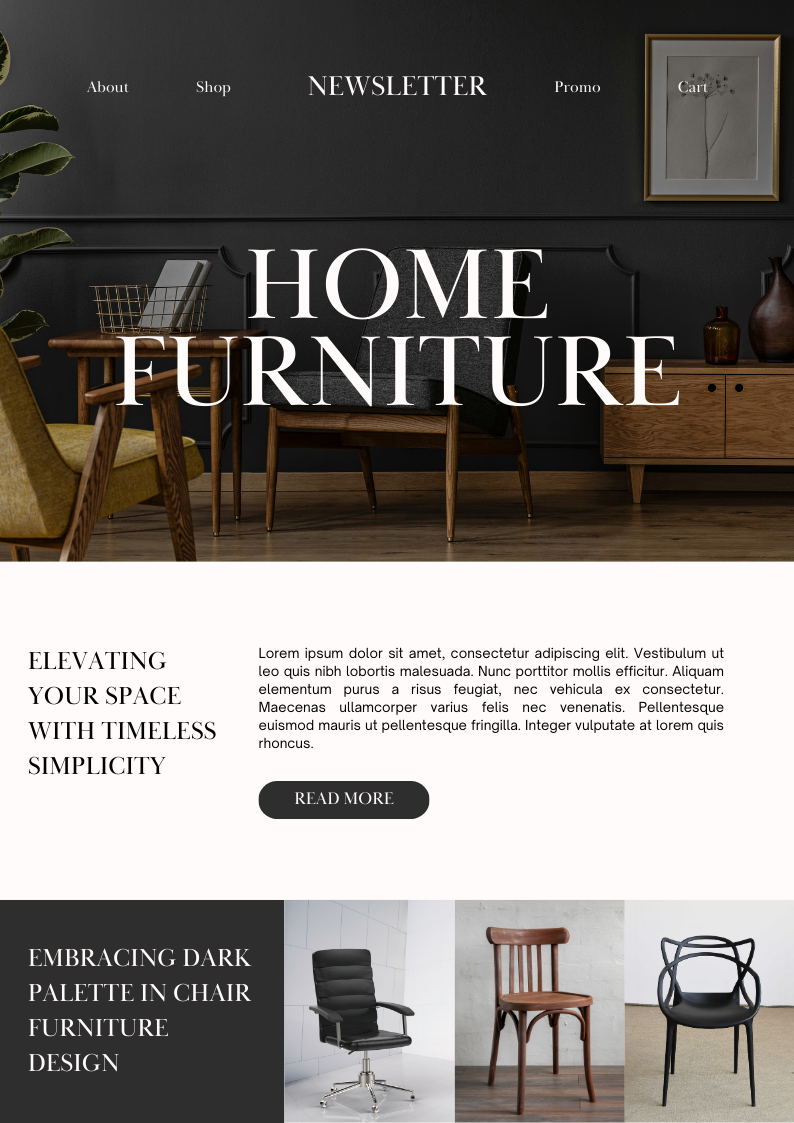 About Shop NEWSLETTER Promo Cart
HOME
FURNITURE
ELEVATING
YOUR SPACE
WITH TIMELESS
SIMPLICITY
Lorem ipsum dolor sit amet, consectetur adipiscing elit. Vestibulum ut
leo quis nibh lobortis malesuada. Nunc porttitor mollis efficitur. Aliquam
elementum purus a risus feugiat, nec vehicula ex consectetur.
Maecenas ullamcorper varius felis nec venenatis. Pellentesque
euismod mauris ut pellentesque fringilla. Integer vulputate at lorem quis
rhoncus.
READ MORE
EMBRACING DARK
PALETTE IN CHAIR
FURNITURE
DESIGN